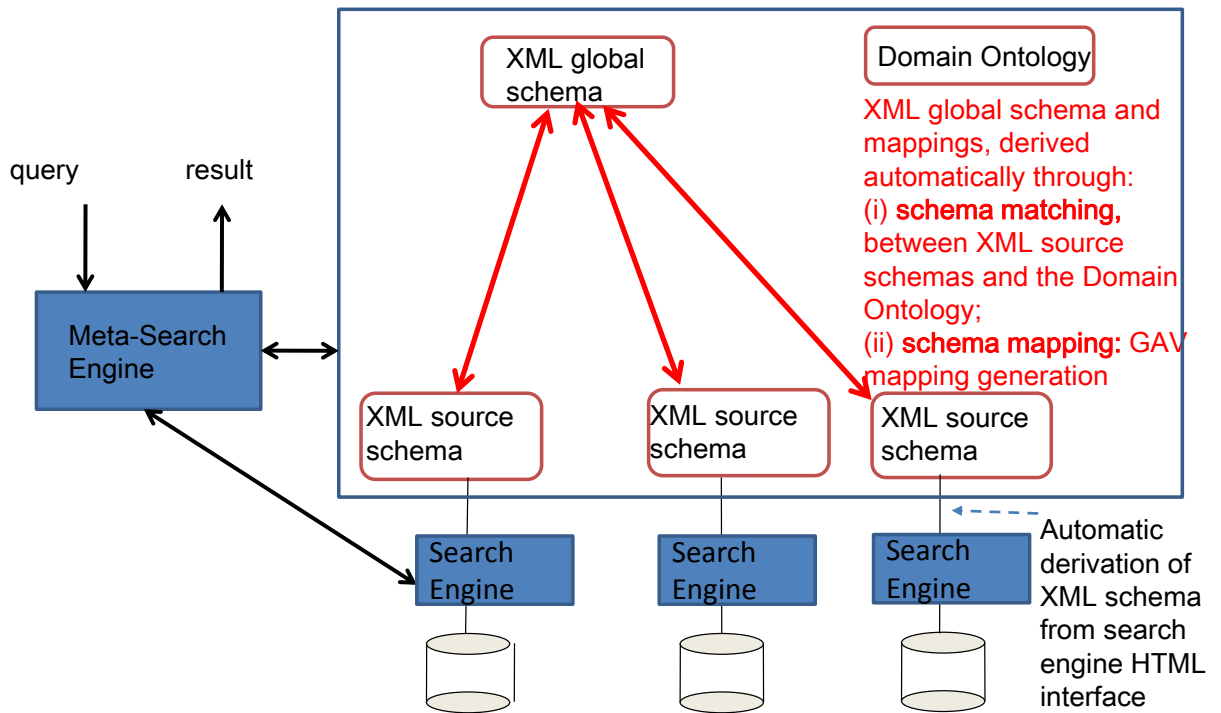 XML global
schema
Domain Ontology
XML global schema and
mappings, derived
automatically through:
(i) schema matching,
between XML source
schemas and the Domain
Ontology;
(ii) schema mapping: GAV
mapping generation
query
result
Meta-Search
Engine
XML source
schema
XML source
schema
XML source
schema
Search
Engine
Search
Engine
Search
Engine
Automatic
derivation of
XML schema
from search
engine HTML
interface